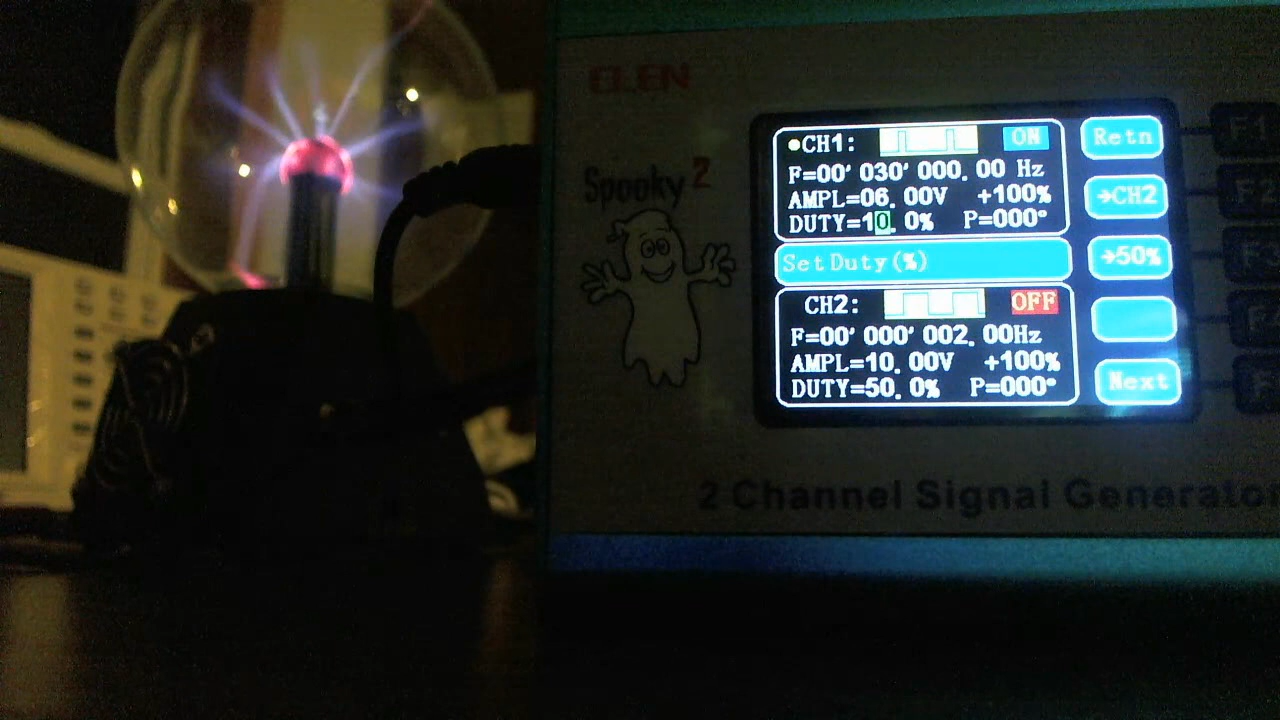 ELEN
Spooky2
CH1: ON
F=00' 030' 000. 00 Hz
AMPL=06. 00V +100%
DUTY=10. 0% P=000°
Set Duty (%)
CH2: OFF
F=00' 000' 002. 00Hz
AMPL=10. 00V +100%
DUTY=50. 0% P=000°
Retn
→CH2
→50%
Next
F1
F2
2 Channel Signal Generator